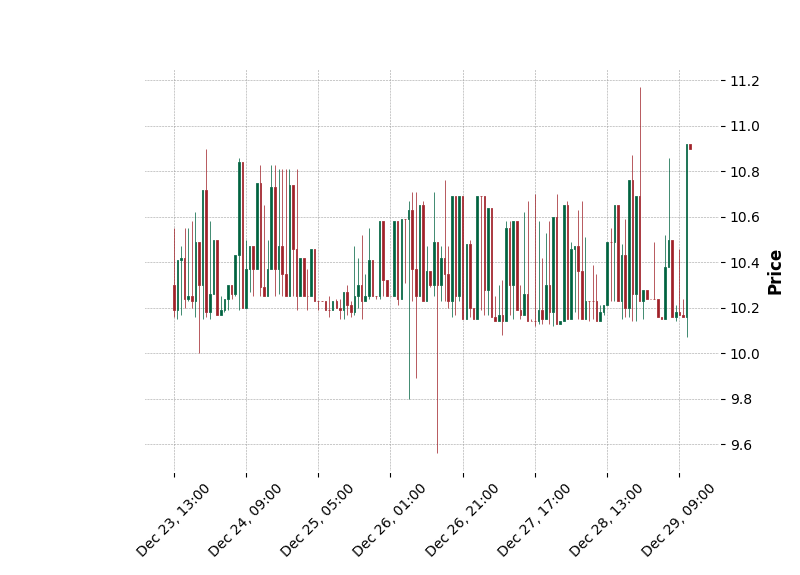 11.2
11.0
10.8
10.6
10.4
10.2
10.0
9.8
9.6
Price
Dec 23, 13:00
Dec 24, 09:00
Dec 25, 05:00
Dec 26, 01:00
Dec 26, 21:00
Dec 27, 17:00
Dec 28, 13:00
Dec 29, 09:00